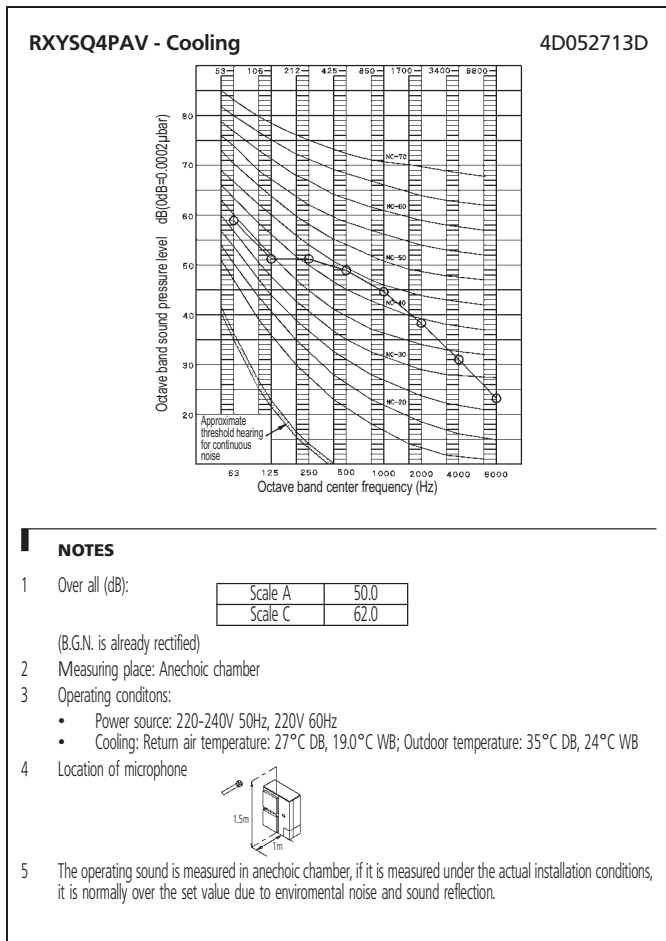 RXYSQ4PAV - Cooling 4D052713D
53 106 212 425 850 1700 3400 6800
Octave band sound pressure level dB(0dB=0.0002µbar)
80
70
60
50
40
30
20
NC-70
NC-60
NC-50
NC-40
NC-30
NC-20
Approximate
threshold hearing
for continuous
noise
63 125 250 500 1000 2000 4000 8000
Octave band center frequency (Hz)
NOTES
1 Over all (dB):
Scale A 50.0
Scale C 62.0
(B.G.N. is already rectified)
2 Measuring place: Anechoic chamber
3 Operating conditons:
• Power source: 220-240V 50Hz, 220V 60Hz
• Cooling: Return air temperature: 27°C DB, 19.0°C WB; Outdoor temperature: 35°C DB, 24°C WB
4 Location of microphone
1.5m
1m
5 The operating sound is measured in anechoic chamber, if it is measured under the actual installation conditions,
it is normally over the set value due to enviromental noise and sound reflection.